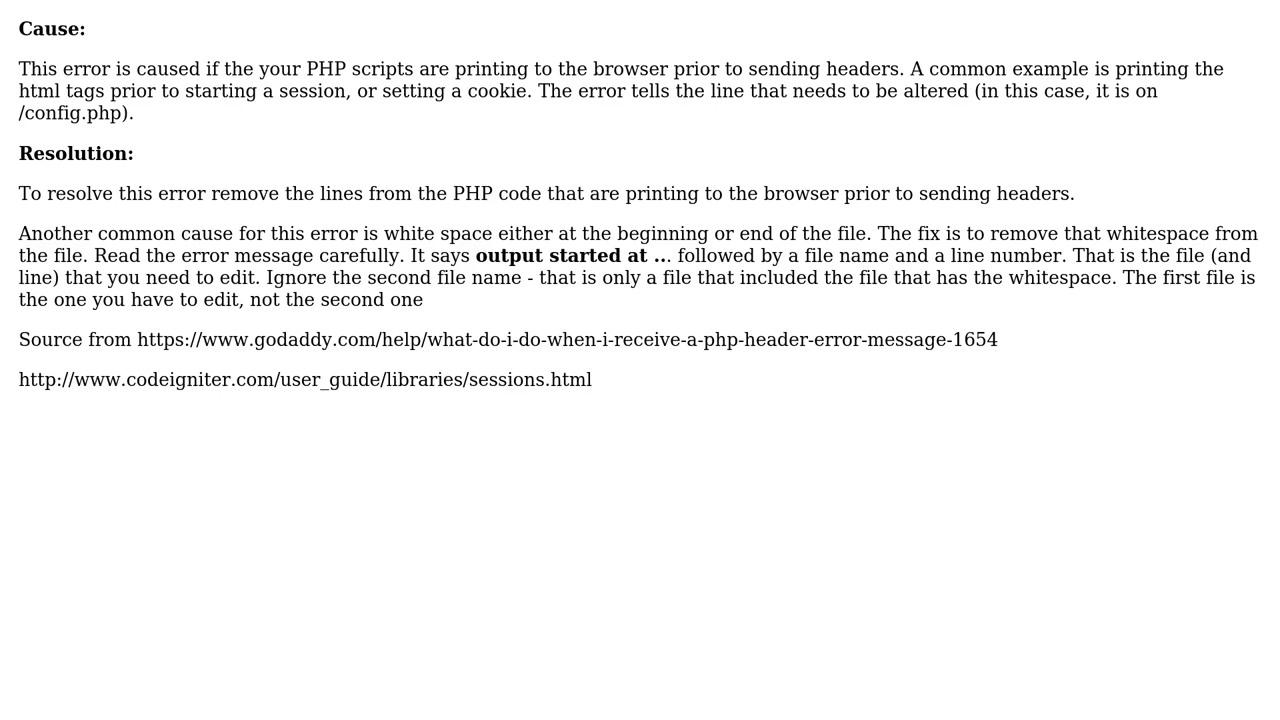 Cause:
This error is caused if the your PHP scripts are printing to the browser prior to sending headers. A common example is printing the
html tags prior to starting a session, or setting a cookie. The error tells the line that needs to be altered (in this case, it is on
/config.php).
Resolution:
To resolve this error remove the lines from the PHP code that are printing to the browser prior to sending headers.
Another common cause for this error is white space either at the beginning or end of the file. The fix is to remove that whitespace from
the file. Read the error message carefully. It says output started at ... followed by a file name and a line number. That is the file (and
line) that you need to edit. Ignore the second file name - that is only a file that included the file that has the whitespace. The first file is
the one you have to edit, not the second one
Source from https://www.godaddy.com/help/what-do-i-do-when-i-receive-a-php-header-error-message-1654
http://www.codeigniter.com/user_guide/libraries/sessions.html